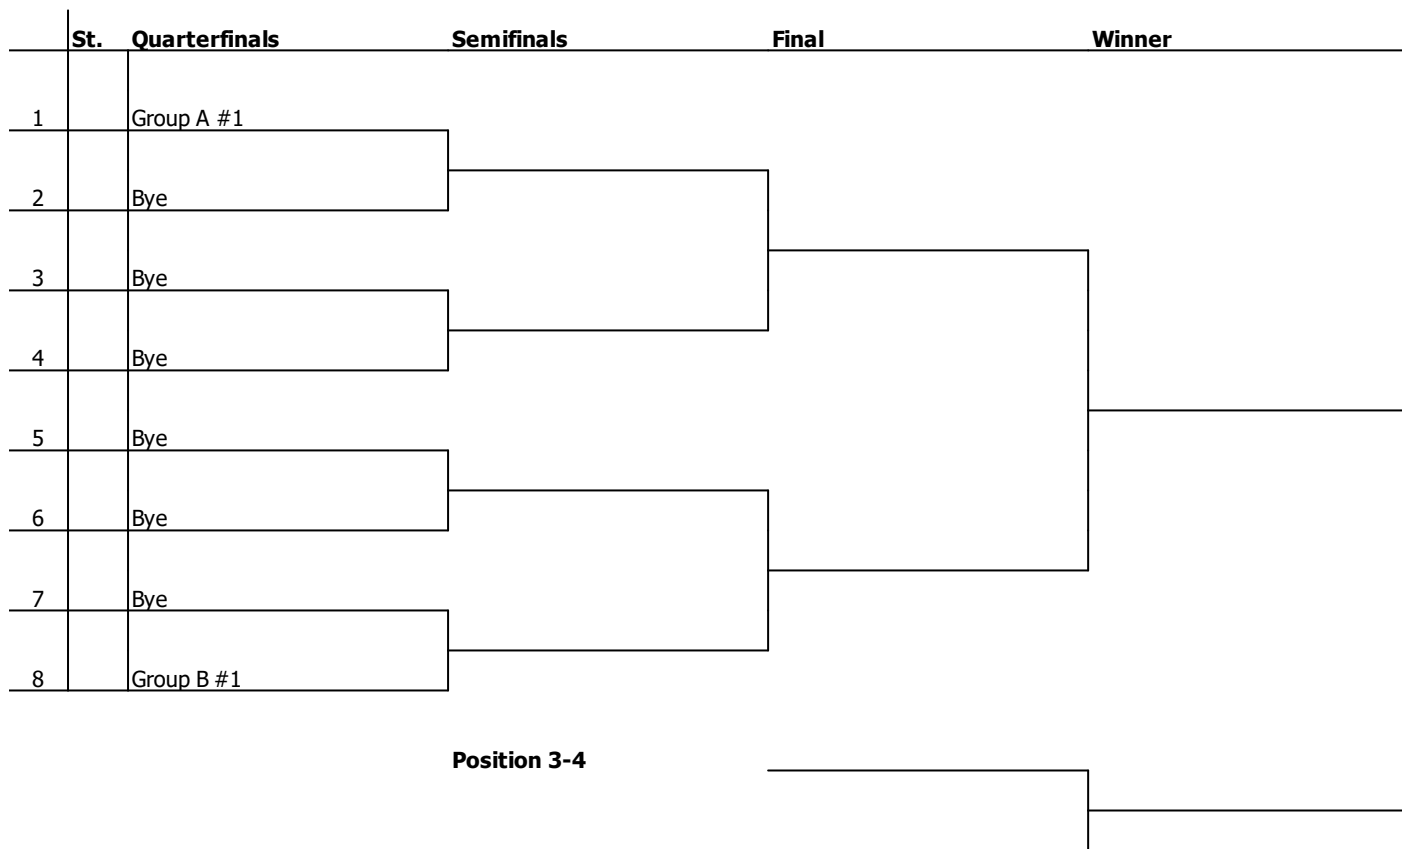 St. Quarterfinals Semifinals Final Winner
1 Group A #1
2 Bye
3 Bye
4 Bye
5 Bye
6 Bye
7 Bye
8 Group B #1
Position 3-4